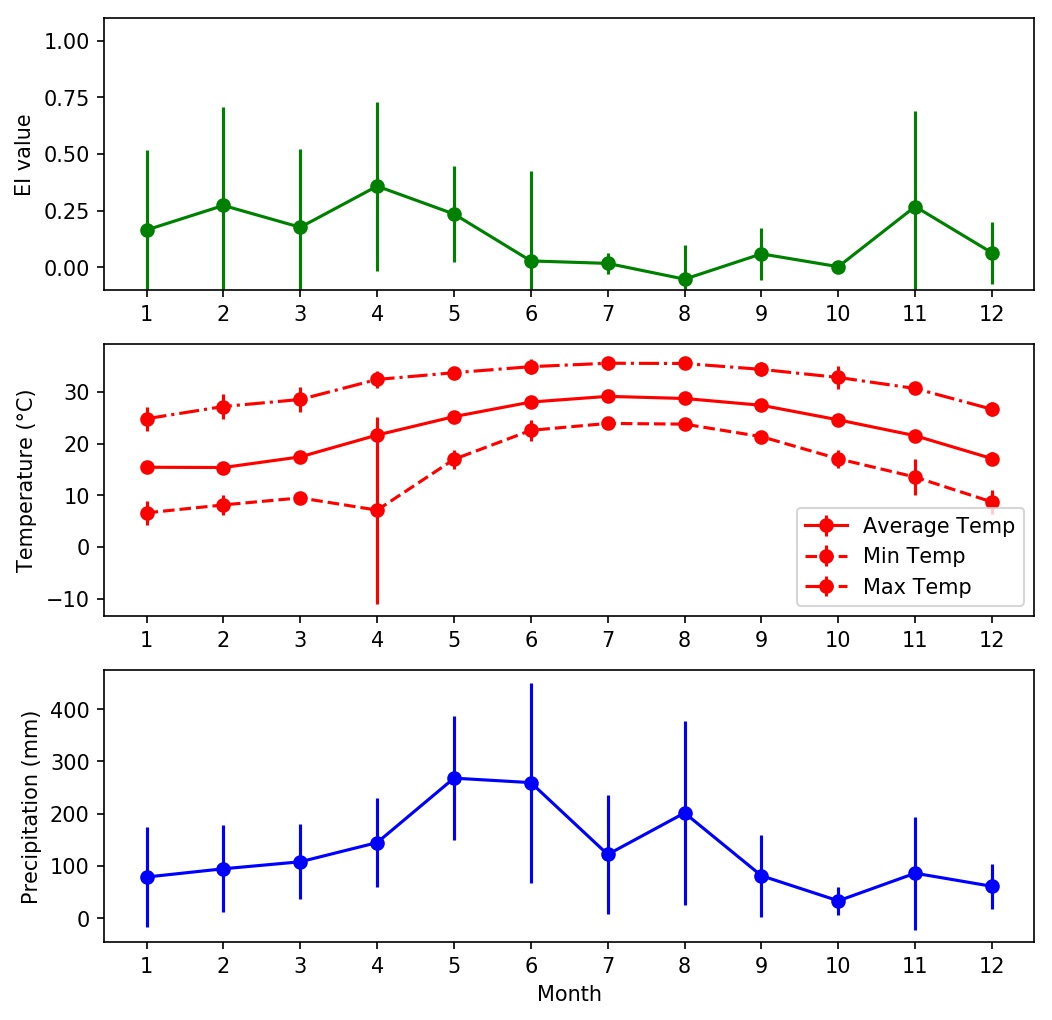 1.00
0.75
0.50
0.25
0.00
EI value
1 2 3 4 5 6 7 8 9 10 11 12
30
20
10
0
−10
Temperature (°C)
Average Temp
Min Temp
Max Temp
1 2 3 4 5 6 7 8 9 10 11 12
400
300
200
100
0
Precipitation (mm)
1 2 3 4 5 6 7 8 9 10 11 12
Month